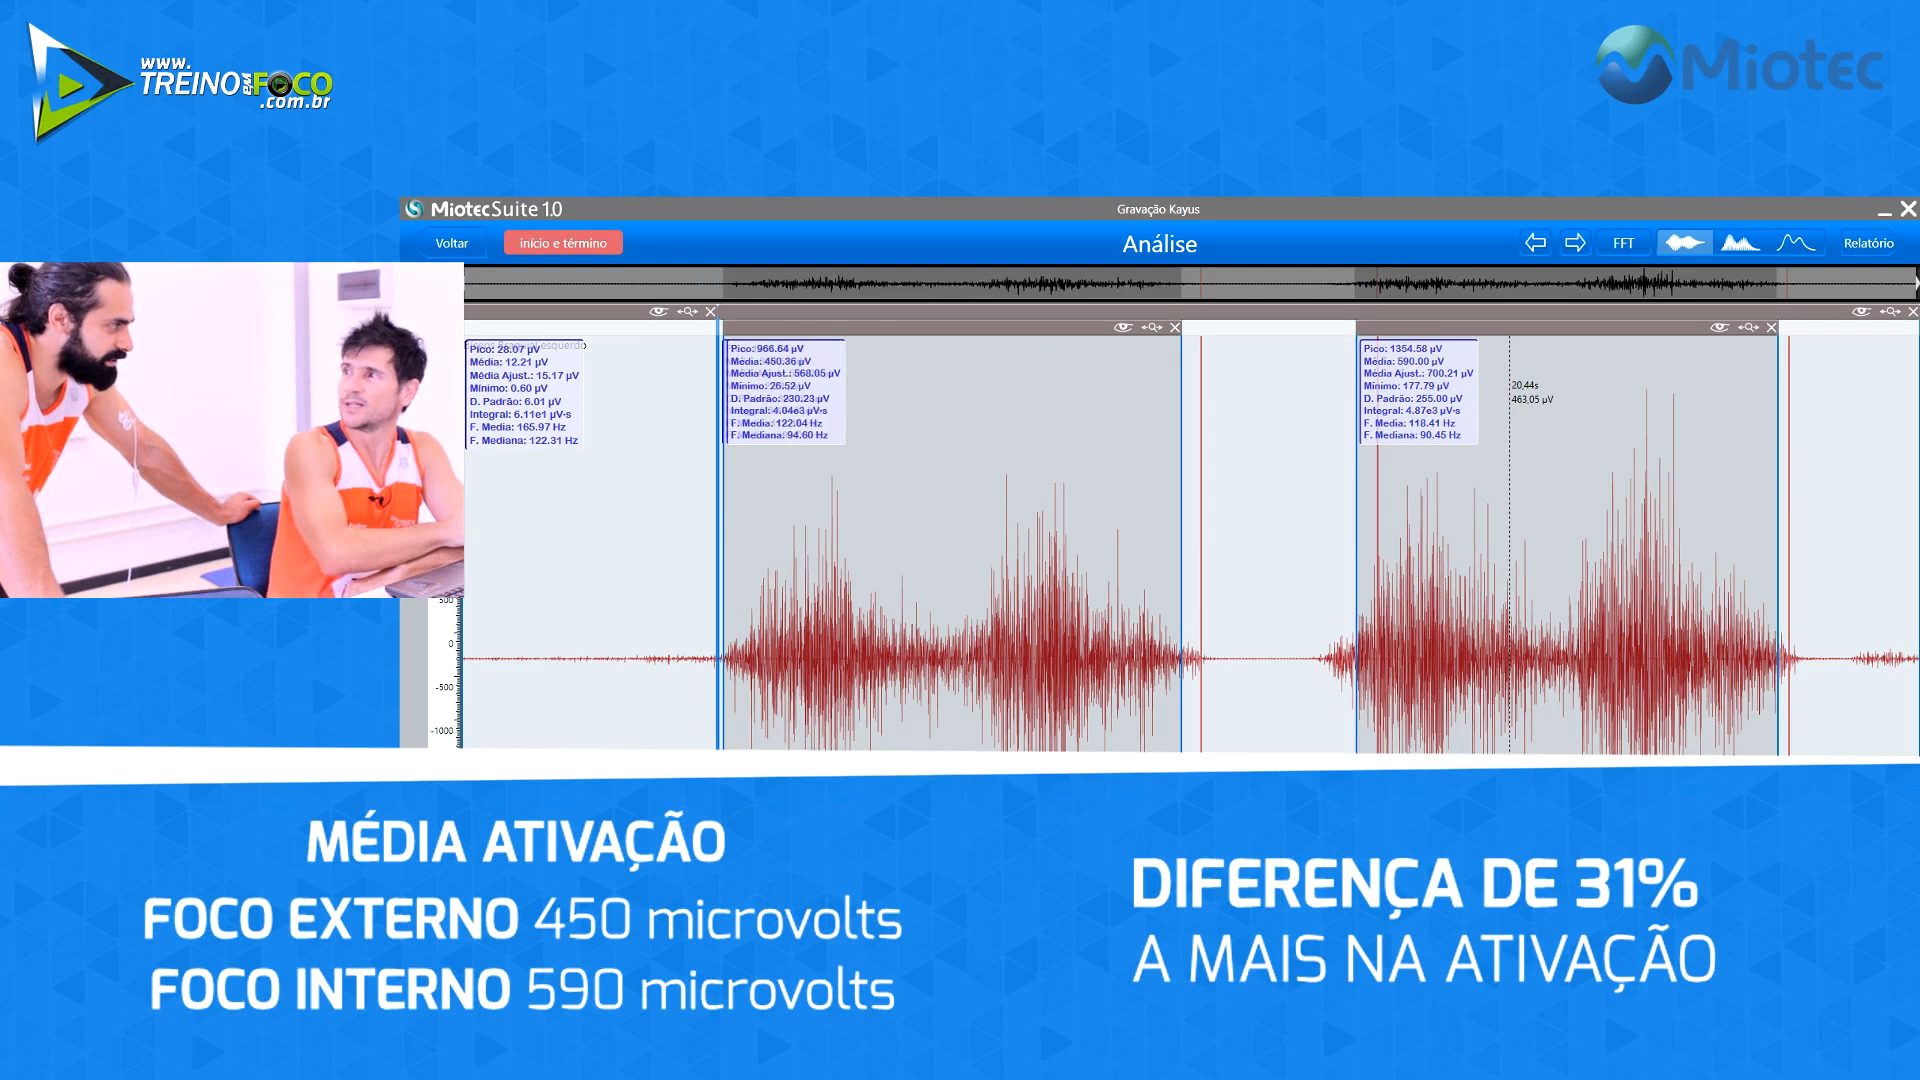 www.
TREINO EM FOCO
.com.br
Miotec
MiotecSuite 1.0
Gravação Kayus
Voltar
início e término
Análise
FFT
Relatório
Pico: 28.07 µV
Média: 12.21 µV
Média Ajust.: 15.17 µV
Mínimo: 0.60 µV
D. Padrão: 6.01 µV
Integral: 6.11e1 µV·s
F. Media: 165.97 Hz
F. Mediana: 122.31 Hz
Pico: 966.64 µV
Média: 450.36 µV
Média Ajust.: 568.05 µV
Mínimo: 26.52 µV
D. Padrão: 230.23 µV
Integral: 4.04e3 µV·s
F. Media: 122.04 Hz
F. Mediana: 94.60 Hz
Pico: 1354.58 µV
Média: 590.00 µV
Média Ajust.: 700.21 µV
Mínimo: 177.79 µV
D. Padrão: 255.00 µV
Integral: 4.87e3 µV·s
F. Media: 118.41 Hz
F. Mediana: 90.45 Hz
20,44s
463,05 µV
500
0
-500
-1000
MÉDIA ATIVAÇÃO
FOCO EXTERNO 450 microvolts
FOCO INTERNO 590 microvolts
DIFERENÇA DE 31%
A MAIS NA ATIVAÇÃO